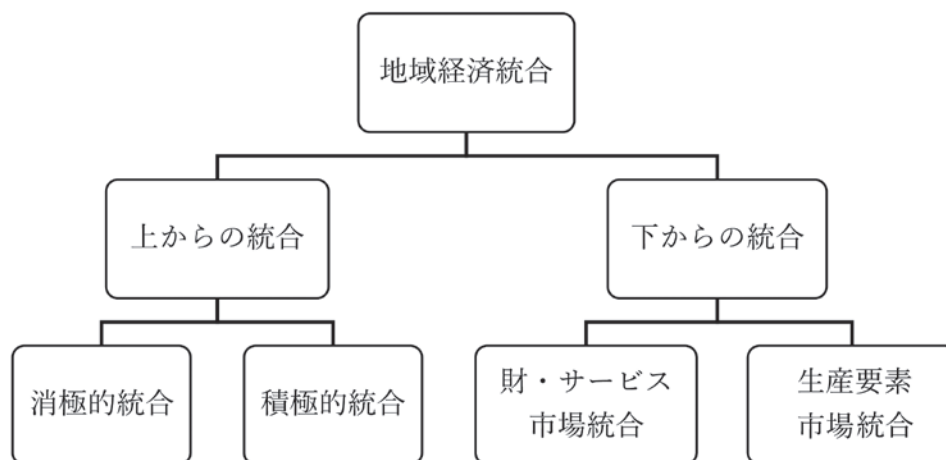 地域経済統合
上からの統合
下からの統合
消極的統合
積極的統合
財・サービス
市場統合
生産要素
市場統合